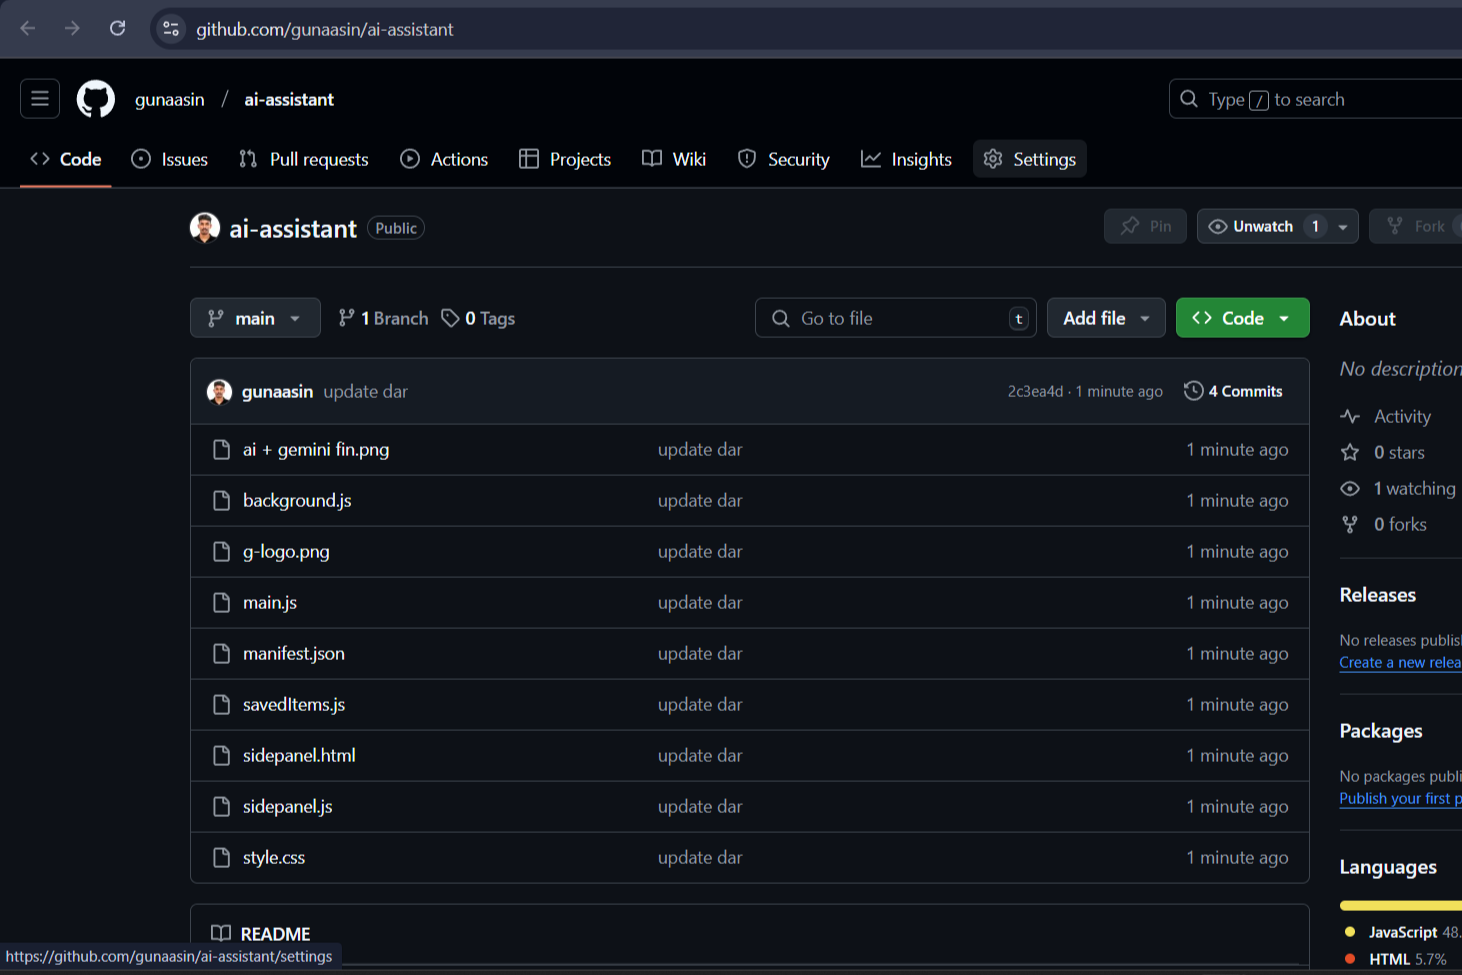 github.com/gunaasin/ai-assistant
gunaasin / ai-assistant
Type / to search
Code Issues Pull requests Actions Projects Wiki Security Insights Settings
ai-assistant Public
Pin Unwatch 1 Fork
main 1 Branch 0 Tags
Go to file t Add file Code
About
gunaasin update dar 2c3ea4d · 1 minute ago 4 Commits
No description
ai + gemini fin.png update dar 1 minute ago
Activity
background.js update dar 1 minute ago
0 stars
1 watching
g-logo.png update dar 1 minute ago
0 forks
main.js update dar 1 minute ago
Releases
manifest.json update dar 1 minute ago
No releases publis
Create a new relea
savedItems.js update dar 1 minute ago
Packages
sidepanel.html update dar 1 minute ago
No packages publi
Publish your first p
sidepanel.js update dar 1 minute ago
style.css update dar 1 minute ago
Languages
README
JavaScript 48.
HTML 5.7%
https://github.com/gunaasin/ai-assistant/settings